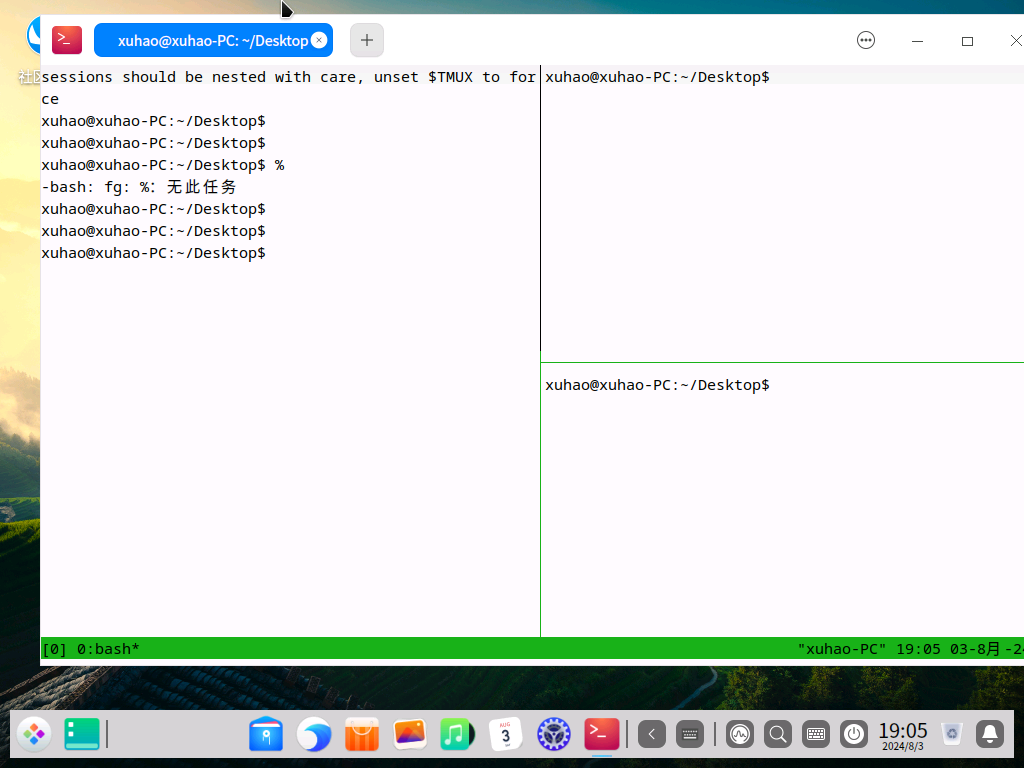 xuhao@xuhao-PC: ~/Desktop
社区
sessions should be nested with care, unset $TMUX to for
ce
xuhao@xuhao-PC:~/Desktop$
xuhao@xuhao-PC:~/Desktop$
xuhao@xuhao-PC:~/Desktop$ %
-bash: fg: %: 无此任务
xuhao@xuhao-PC:~/Desktop$
xuhao@xuhao-PC:~/Desktop$
xuhao@xuhao-PC:~/Desktop$
xuhao@xuhao-PC:~/Desktop$
xuhao@xuhao-PC:~/Desktop$
[0] 0:bash*
"xuhao-PC" 19:05 03-8月 -2
AUG
3
19:05
2024/8/3